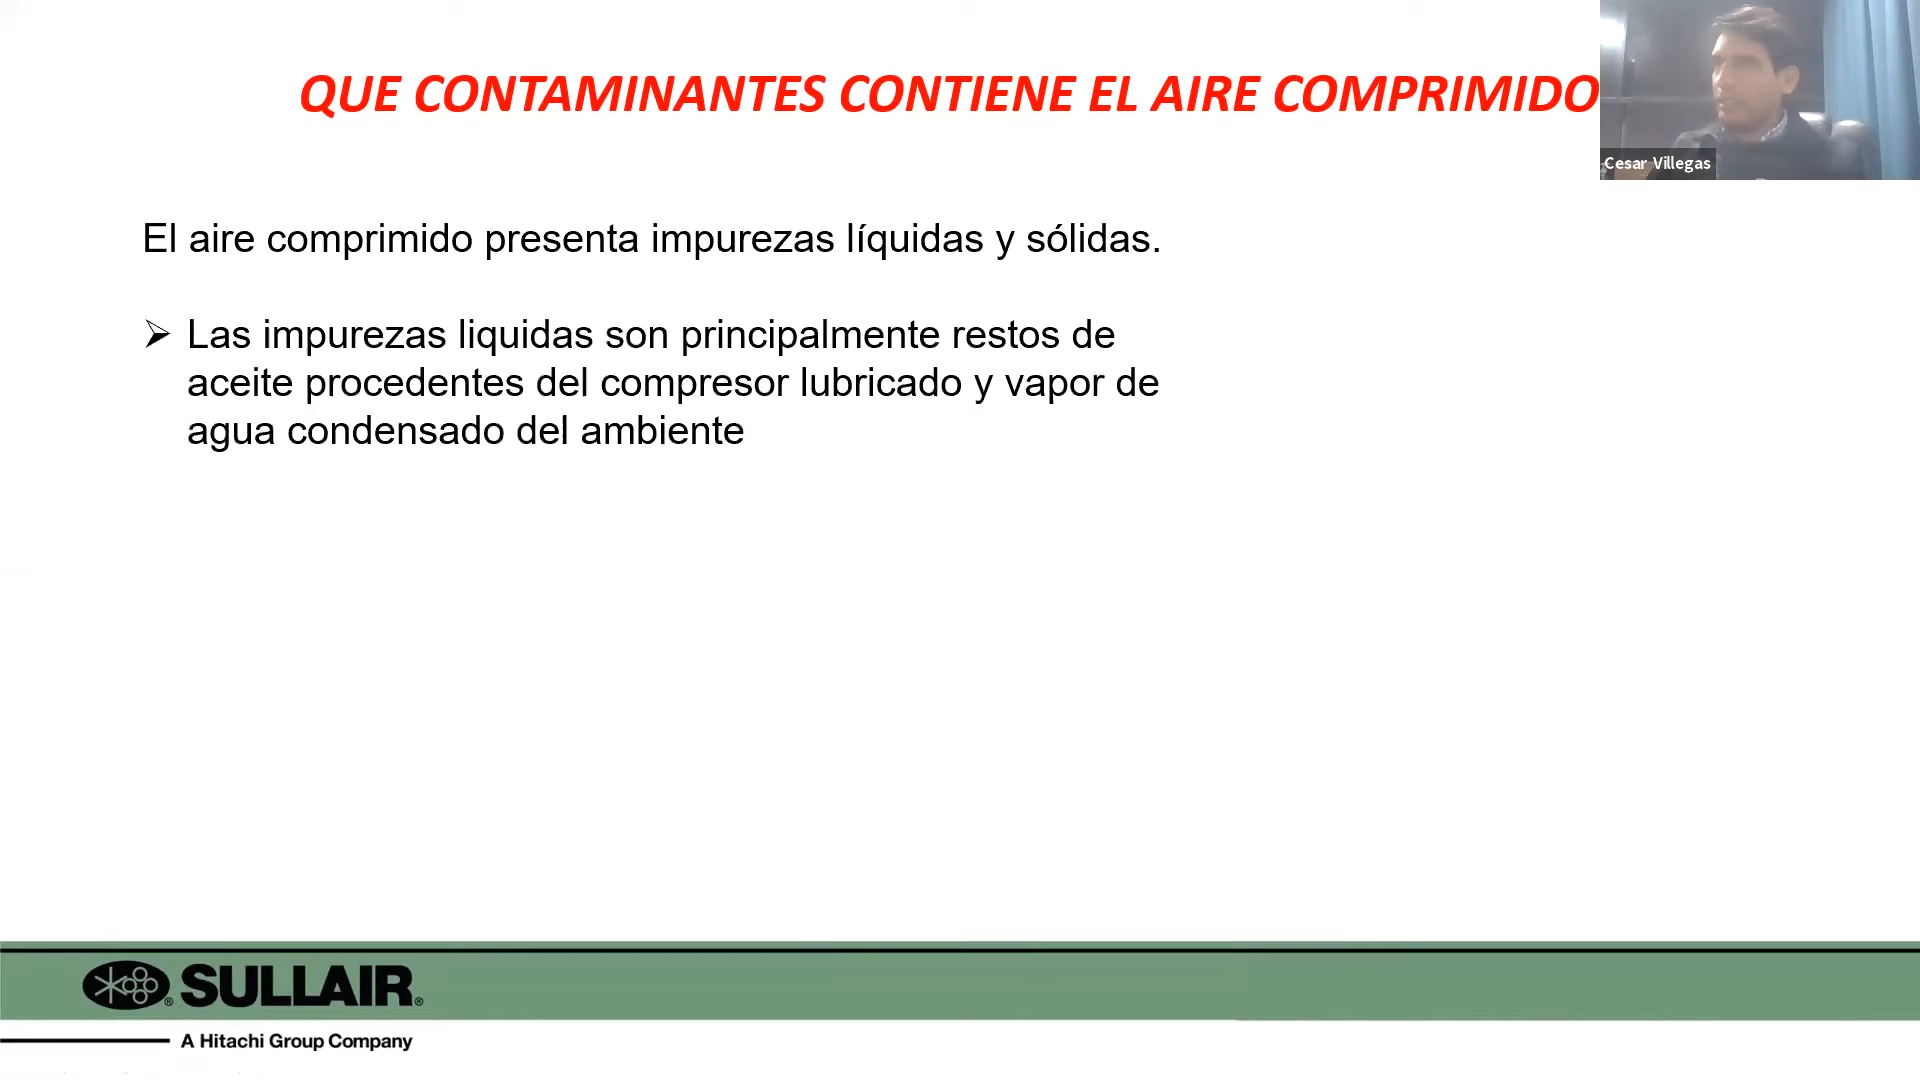 QUE CONTAMINANTES CONTIENE EL AIRE COMPRIMIDO
Cesar Villegas
El aire comprimido presenta impurezas líquidas y sólidas.
➢ Las impurezas liquidas son principalmente restos de
aceite procedentes del compresor lubricado y vapor de
agua condensado del ambiente
SULLAIR®
A Hitachi Group Company